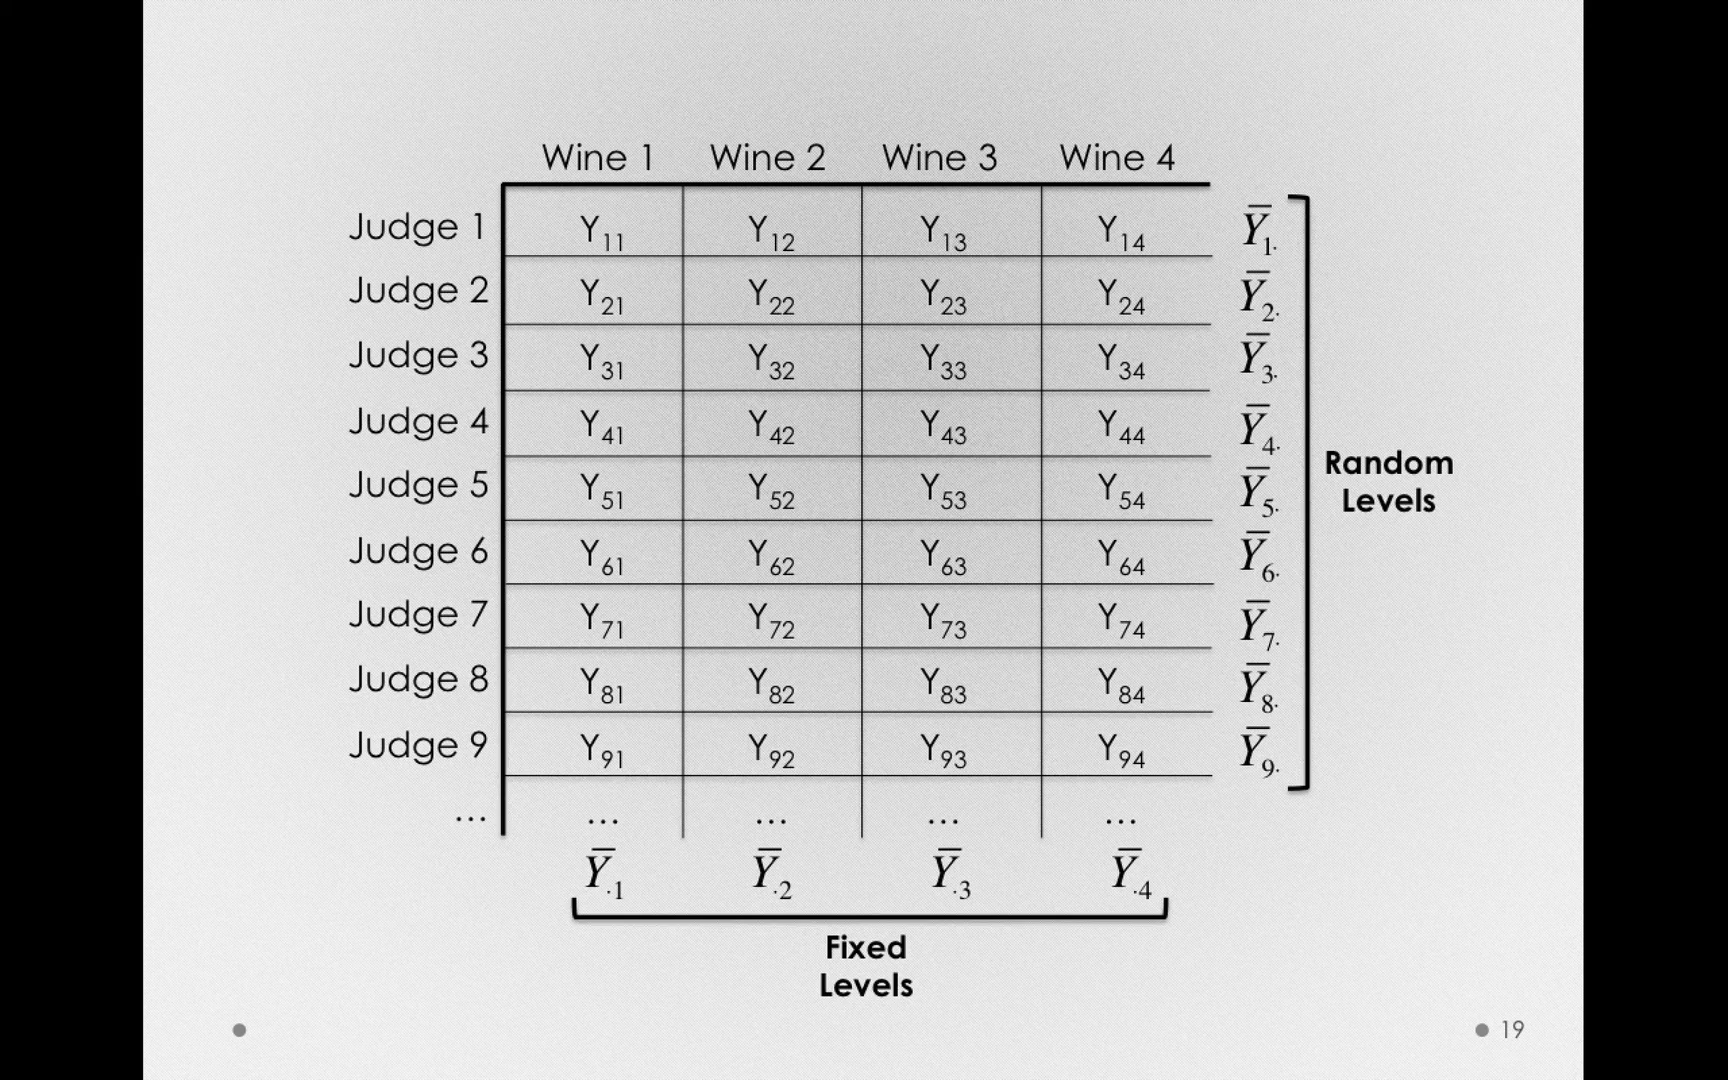 Wine 1 Wine 2 Wine 3 Wine 4
Judge 1 Y₁₁ Y₁₂ Y₁₃ Y₁₄ Ȳ₁.
Judge 2 Y₂₁ Y₂₂ Y₂₃ Y₂₄ Ȳ₂.
Judge 3 Y₃₁ Y₃₂ Y₃₃ Y₃₄ Ȳ₃.
Judge 4 Y₄₁ Y₄₂ Y₄₃ Y₄₄ Ȳ₄.
Judge 5 Y₅₁ Y₅₂ Y₅₃ Y₅₄ Ȳ₅.
Judge 6 Y₆₁ Y₆₂ Y₆₃ Y₆₄ Ȳ₆.
Judge 7 Y₇₁ Y₇₂ Y₇₃ Y₇₄ Ȳ₇.
Judge 8 Y₈₁ Y₈₂ Y₈₃ Y₈₄ Ȳ₈.
Judge 9 Y₉₁ Y₉₂ Y₉₃ Y₉₄ Ȳ₉.
... ... ... ... ...
Ȳ.₁ Ȳ.₂ Ȳ.₃ Ȳ.₄
Random
Levels
Fixed
Levels
19